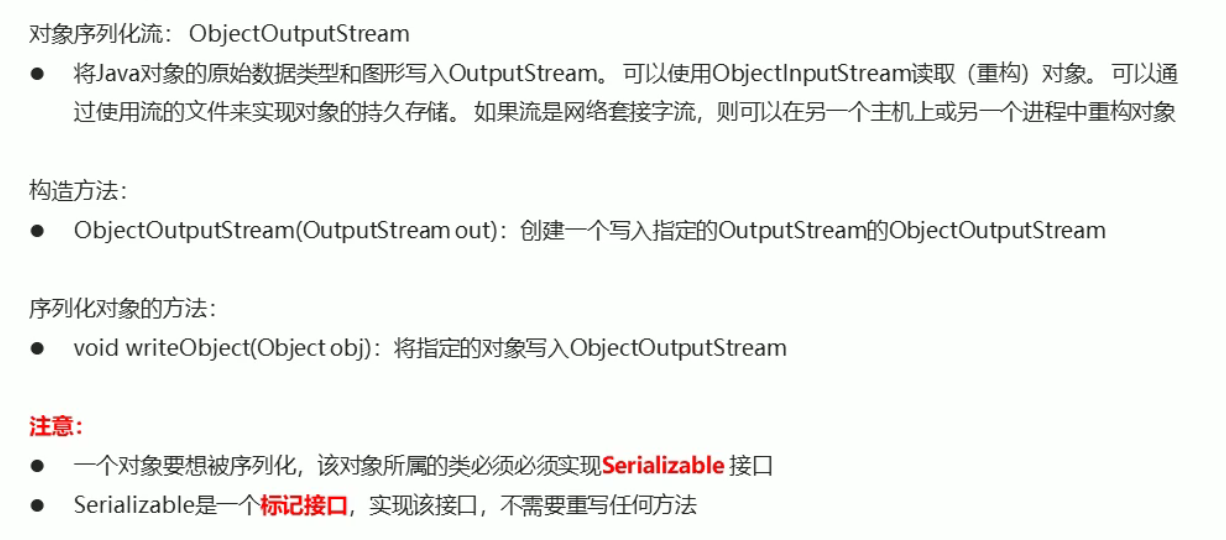 对象序列化流： ObjectOutputStream
● 将Java对象的原始数据类型和图形写入OutputStream。 可以使用ObjectInputStream读取（重构）对象。 可以通
过使用流的文件来实现对象的持久存储。 如果流是网络套接字流，则可以在另一个主机上或另一个进程中重构对象
构造方法：
● ObjectOutputStream(OutputStream out)：创建一个写入指定的OutputStream的ObjectOutputStream
序列化对象的方法：
● void writeObject(Object obj)：将指定的对象写入ObjectOutputStream
注意：
● 一个对象要想被序列化，该对象所属的类必须必须实现Serializable 接口
● Serializable是一个标记接口，实现该接口，不需要重写任何方法